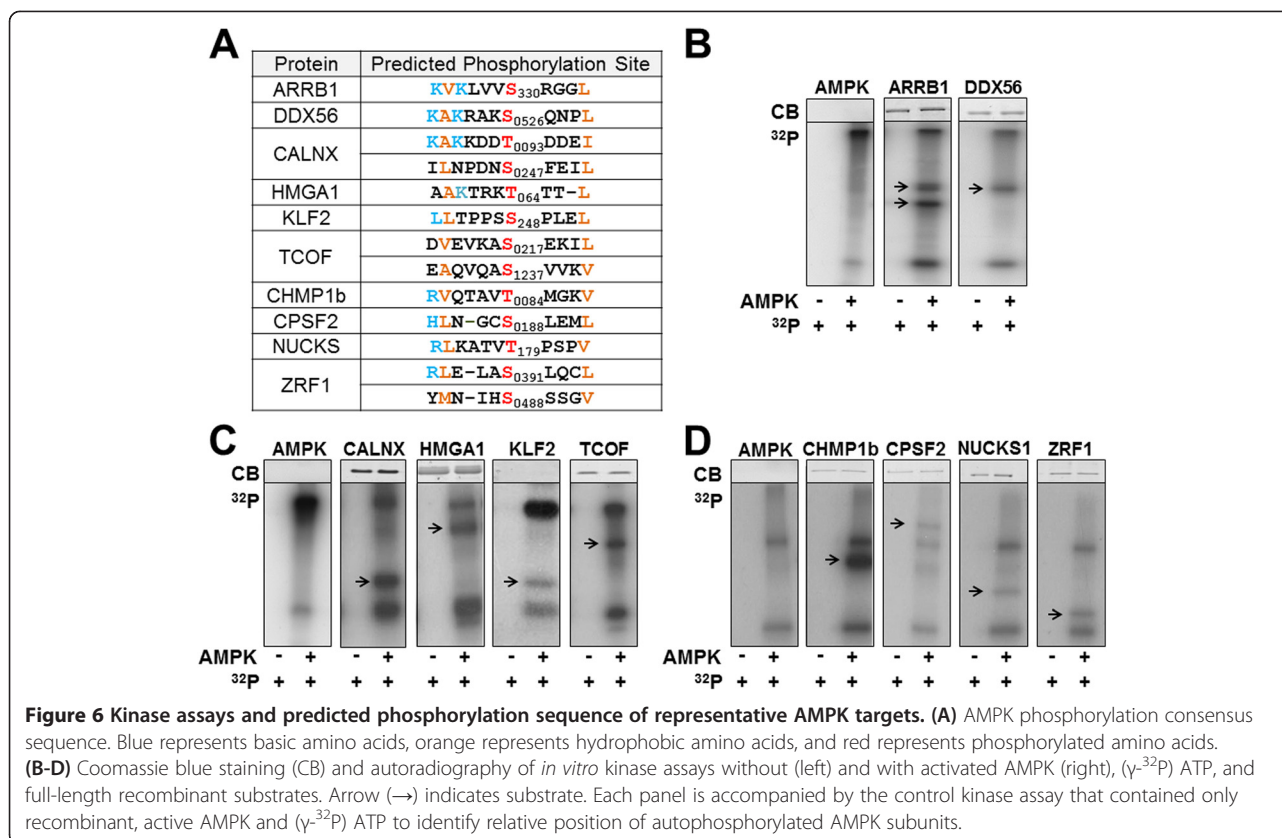 A
Protein Predicted Phosphorylation Site
ARRB1 KVKLVVS330RGGL
DDX56 KAKRAKS0526QNPL
CALNX KAKKDDT0093DDEI
ILNPDNS0247FEIL
HMGA1 AAKTRKT064TT-L
KLF2 LLTPPSS248PLEL
TCOF DVEVKAS0217EKIL
EAQVQAS1237VVKV
CHMP1b RVQTAVT0084MGKV
CPSF2 HLN-GCS0188LEML
NUCKS RLKATVT179PSPV
ZRF1 RLE-LAS0391LQCL
YMN-IHS0488SSGV
B
AMPK ARRB1 DDX56
CB
32P
→
→
→
AMPK - + - + - +
32P + + + + + +
C
AMPK CALNX HMGA1 KLF2 TCOF
CB
32P
→
→
→
→
AMPK - + - + - + - + - +
32P + + + + + + + + + +
D
AMPK CHMP1b CPSF2 NUCKS1 ZRF1
CB
32P
→
→
→
→
AMPK - + - + - + - + - +
32P + + + + + + + + + +
Figure 6 Kinase assays and predicted phosphorylation sequence of representative AMPK targets. (A) AMPK phosphorylation consensus
sequence. Blue represents basic amino acids, orange represents hydrophobic amino acids, and red represents phosphorylated amino acids.
(B-D) Coomassie blue staining (CB) and autoradiography of in vitro kinase assays without (left) and with activated AMPK (right), (γ-32P) ATP, and
full-length recombinant substrates. Arrow (→) indicates substrate. Each panel is accompanied by the control kinase assay that contained only
recombinant, active AMPK and (γ-32P) ATP to identify relative position of autophosphorylated AMPK subunits.